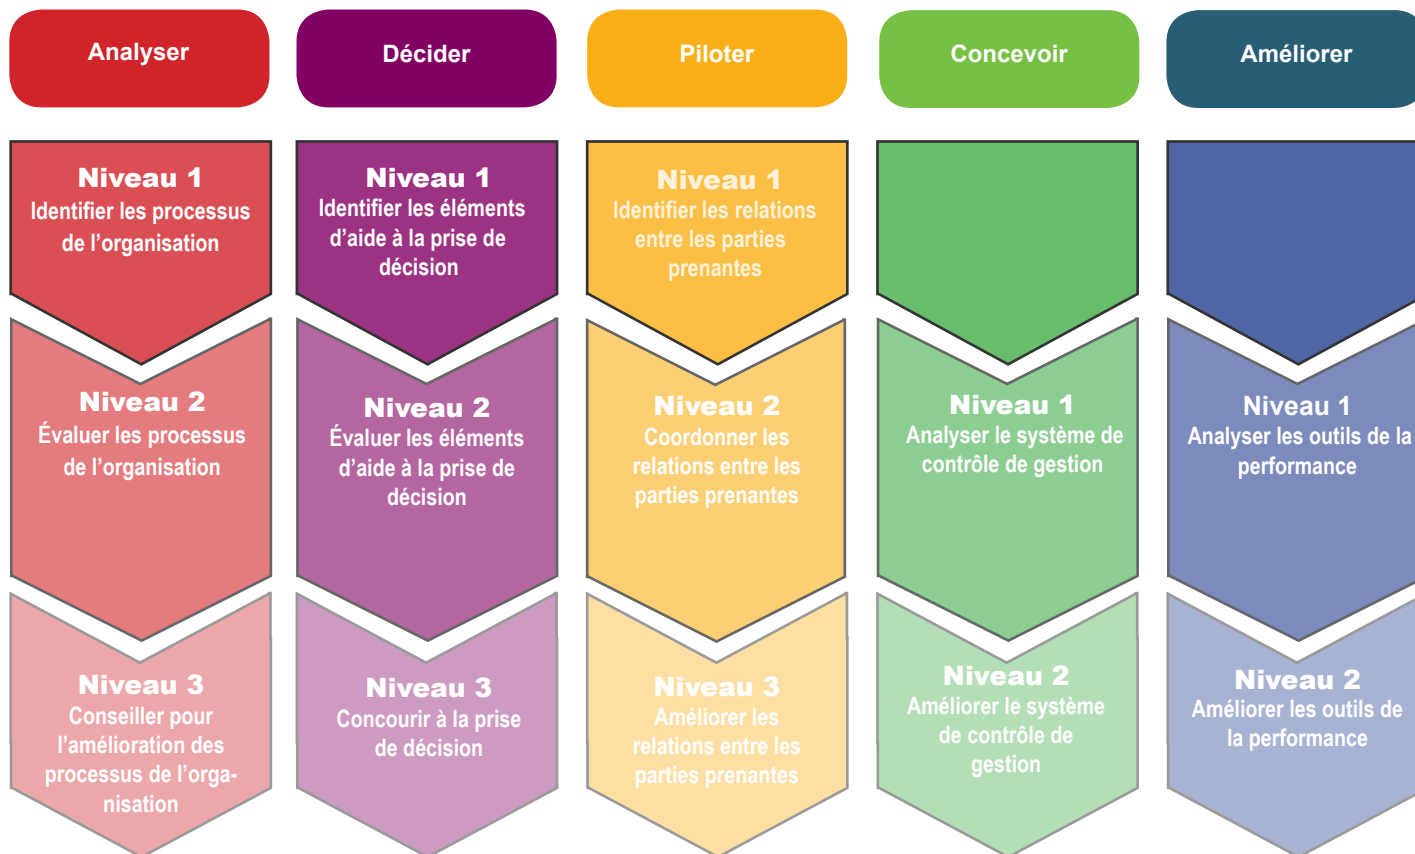 Analyser
Décider
Piloter
Concevoir
Améliorer
Niveau 1
Identifier les processus
de l’organisation
Niveau 1
Identifier les éléments
d’aide à la prise de
décision
Niveau 1
Identifier les relations
entre les parties
prenantes
Niveau 2
Évaluer les processus
de l’organisation
Niveau 2
Évaluer les éléments
d’aide à la prise de
décision
Niveau 2
Coordonner les
relations entre les
parties prenantes
Niveau 1
Analyser le système de
contrôle de gestion
Niveau 1
Analyser les outils de la
performance
Niveau 3
Conseiller pour
l’amélioration des
processus de l’orga-
nisation
Niveau 3
Concourir à la prise
de décision
Niveau 3
Améliorer les
relations entre les
parties prenantes
Niveau 2
Améliorer le système
de contrôle de
gestion
Niveau 2
Améliorer les outils de
la performance